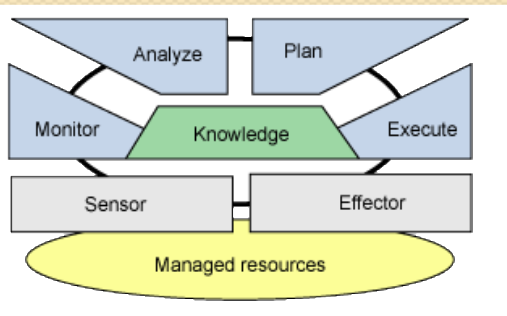 Analyze
Plan
Monitor
Knowledge
Execute
Sensor
Effector
Managed resources